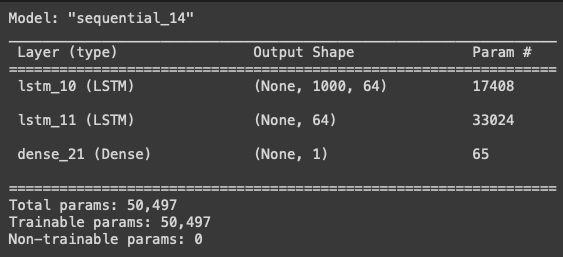 Model: "sequential_14"
_________________________________________________________________
Layer (type) Output Shape Param #
=================================================================
lstm_10 (LSTM) (None, 1000, 64) 17408
lstm_11 (LSTM) (None, 64) 33024
dense_21 (Dense) (None, 1) 65
=================================================================
Total params: 50,497
Trainable params: 50,497
Non-trainable params: 0